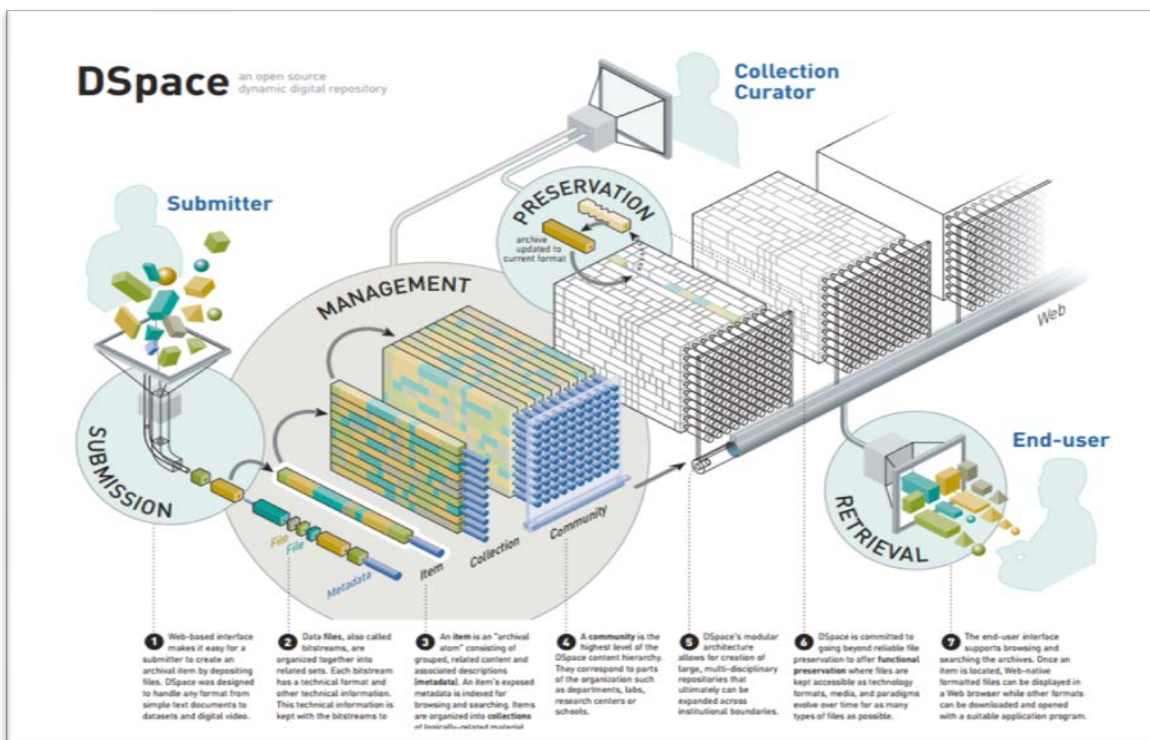 DSpace
an open source
dynamic digital repository
Collection
Curator
Submitter
PRESERVATION
archive
updated to
current format
MANAGEMENT
Web
SUBMISSION
End-user
RETRIEVAL
File
File
Metadata
Item
Collection
Community
1 Web-based interface
makes it easy for a
submitter to create an
archival item by depositing
files. DSpace was designed
to handle any format from
simple text documents to
datasets and digital video.
2 Data files, also called
bitstreams, are
organized together into
related sets. Each bitstream
has a technical format and
other technical information.
This technical information is
kept with the bitstreams to
3 An item is an "archival
atom" consisting of
grouped, related content and
associated descriptions
(metadata). An item's exposed
metadata is indexed for
browsing and searching. Items
are organized into collections
of logically-related material
4 A community is the
highest level of the
DSpace content hierarchy.
They correspond to parts
of the organization such
as departments, labs,
research centers or
schools.
5 DSpace's modular
architecture
allows for creation of
large, multi-disciplinary
repositories that
ultimately can be
expanded across
institutional boundaries.
6 DSpace is committed to
going beyond reliable file
preservation to offer functional
preservation where files are
kept accessible as technology
formats, media, and paradigms
evolve over time for as many
types of files as possible.
7 The end-user interface
supports browsing and
searching the archives. Once an
item is located, Web-native
formatted files can be displayed
in a Web browser while other formats
can be downloaded and opened
with a suitable application program.